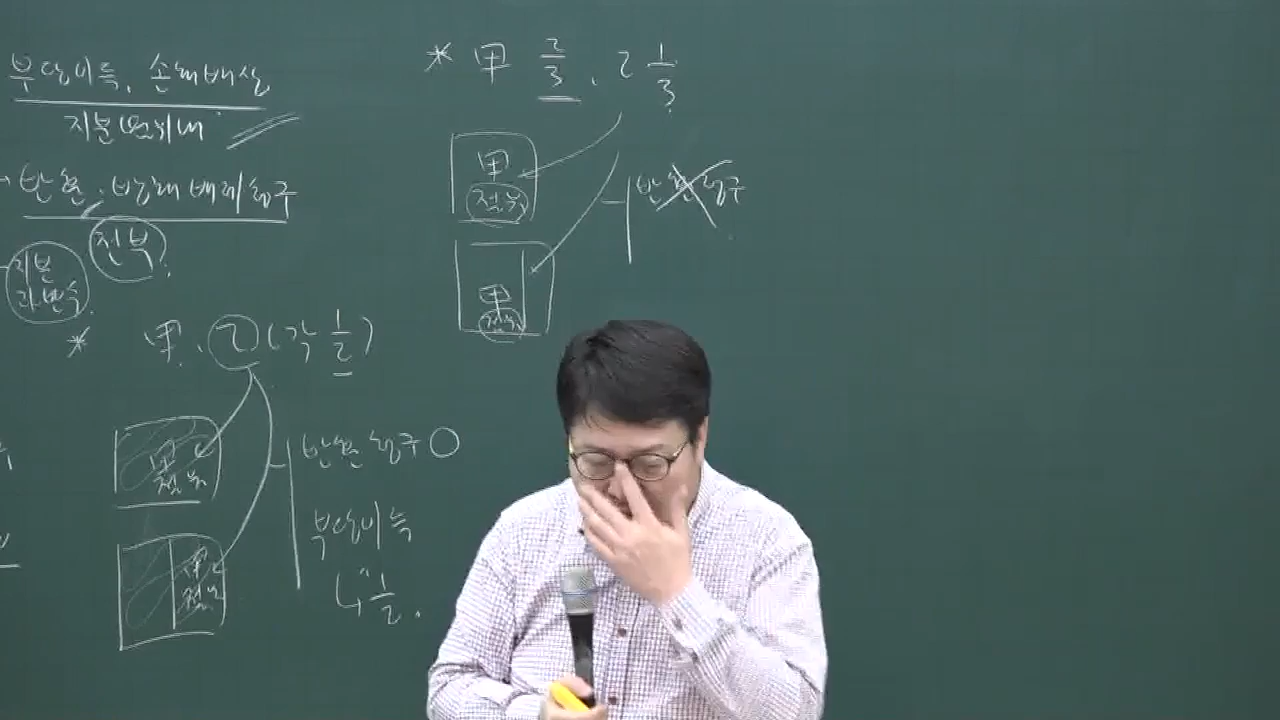 부당이득, 손해배상
지분범위내
반환·방해배제청구
전부
지분
과반수
* 甲, 乙 (각 1/2)
甲
점유
甲
점유
반환청구 ○
부당이득
↳ 1/2.
* 甲 2/3, 乙 1/3
甲
점유
甲
점유
반환청구